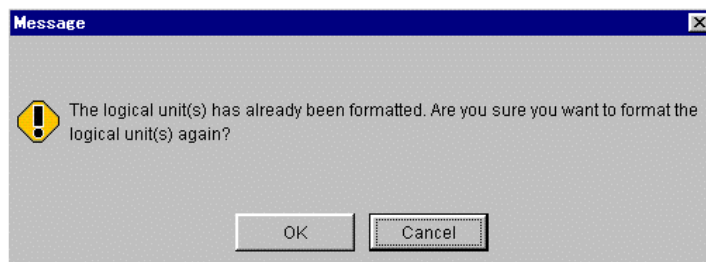 Message
The logical unit(s) has already been formatted. Are you sure you want to format the
logical unit(s) again?
OK
Cancel